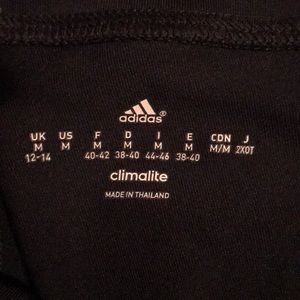 adidas®
UK US F D I E CDN J
M M M M M M M/M 2XOT
12-14 40-42 38-40 44-46 38-40
climalite
MADE IN THAILAND